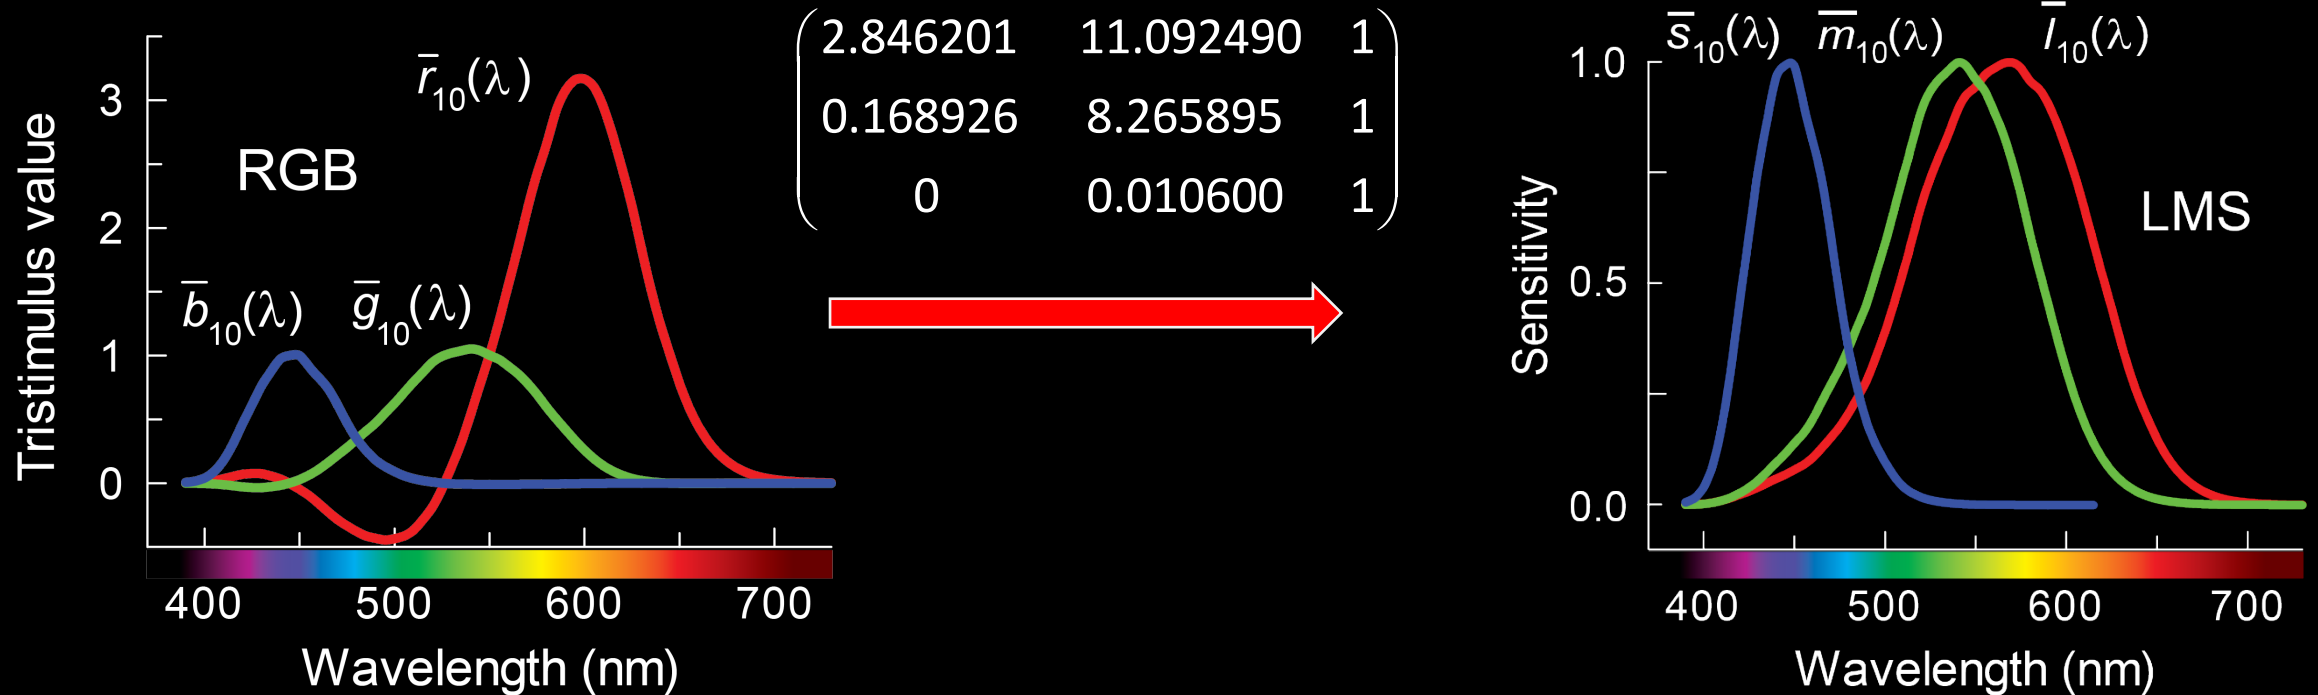 r̅10(λ)
RGB
b̅10(λ)
g̅10(λ)
3
2
1
0
Tristimulus value
400 500 600 700
Wavelength (nm)
2.846201 11.092490 1
0.168926 8.265895 1
0 0.010600 1
s̅10(λ) m̅10(λ) l̅10(λ)
LMS
1.0
0.5
0.0
Sensitivity
400 500 600 700
Wavelength (nm)